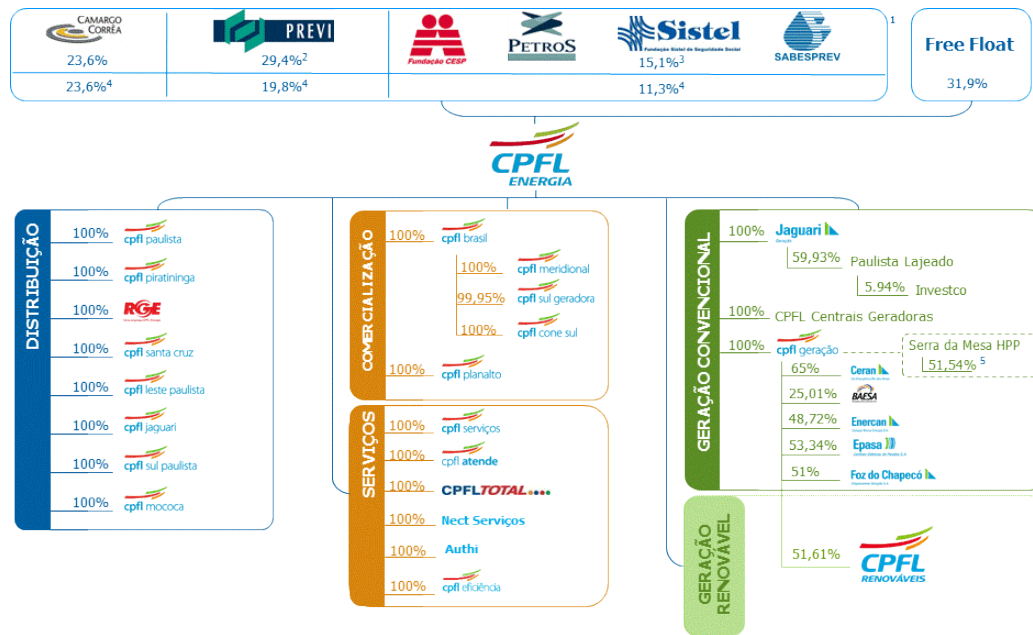 CAMARGO
CORRÊA
PREVI
Fundação CESP
PETROS
Sistel
Fundação Sistel de Seguridade Social
SABESPREV
1
Free Float
23,6%
29,4%2
15,1%3
31,9%
23,6%4
19,8%4
11,3%4
CPFL
ENERGIA
DISTRIBUIÇÃO
100%
cpfl paulista
100%
cpfl piratininga
100%
RGE
100%
cpfl santa cruz
100%
cpfl leste paulista
100%
cpfl jaguari
100%
cpfl sul paulista
100%
cpfl mococa
COMERCIALIZAÇÃO
100%
cpfl brasil
100%
cpfl meridional
99,95%
cpfl sul geradora
100%
cpfl cone sul
100%
cpfl planalto
SERVIÇOS
100%
cpfl serviços
100%
cpfl atende
100%
CPFL TOTAL
100%
Nect Serviços
100%
Authi
100%
cpfl eficiência
GERAÇÃO CONVENCIONAL
100%
Jaguari
Geração
59,93%
Paulista Lajeado
5.94%
Investco
100%
CPFL Centrais Geradoras
100%
cpfl geração
Serra da Mesa HPP
51,54% 5
65%
Ceran
25,01%
BAESA
48,72%
Enercan
53,34%
Epasa
51%
Foz do Chapecó
GERAÇÃO
RENOVÁVEL
51,61%
CPFL
RENOVÁVEIS